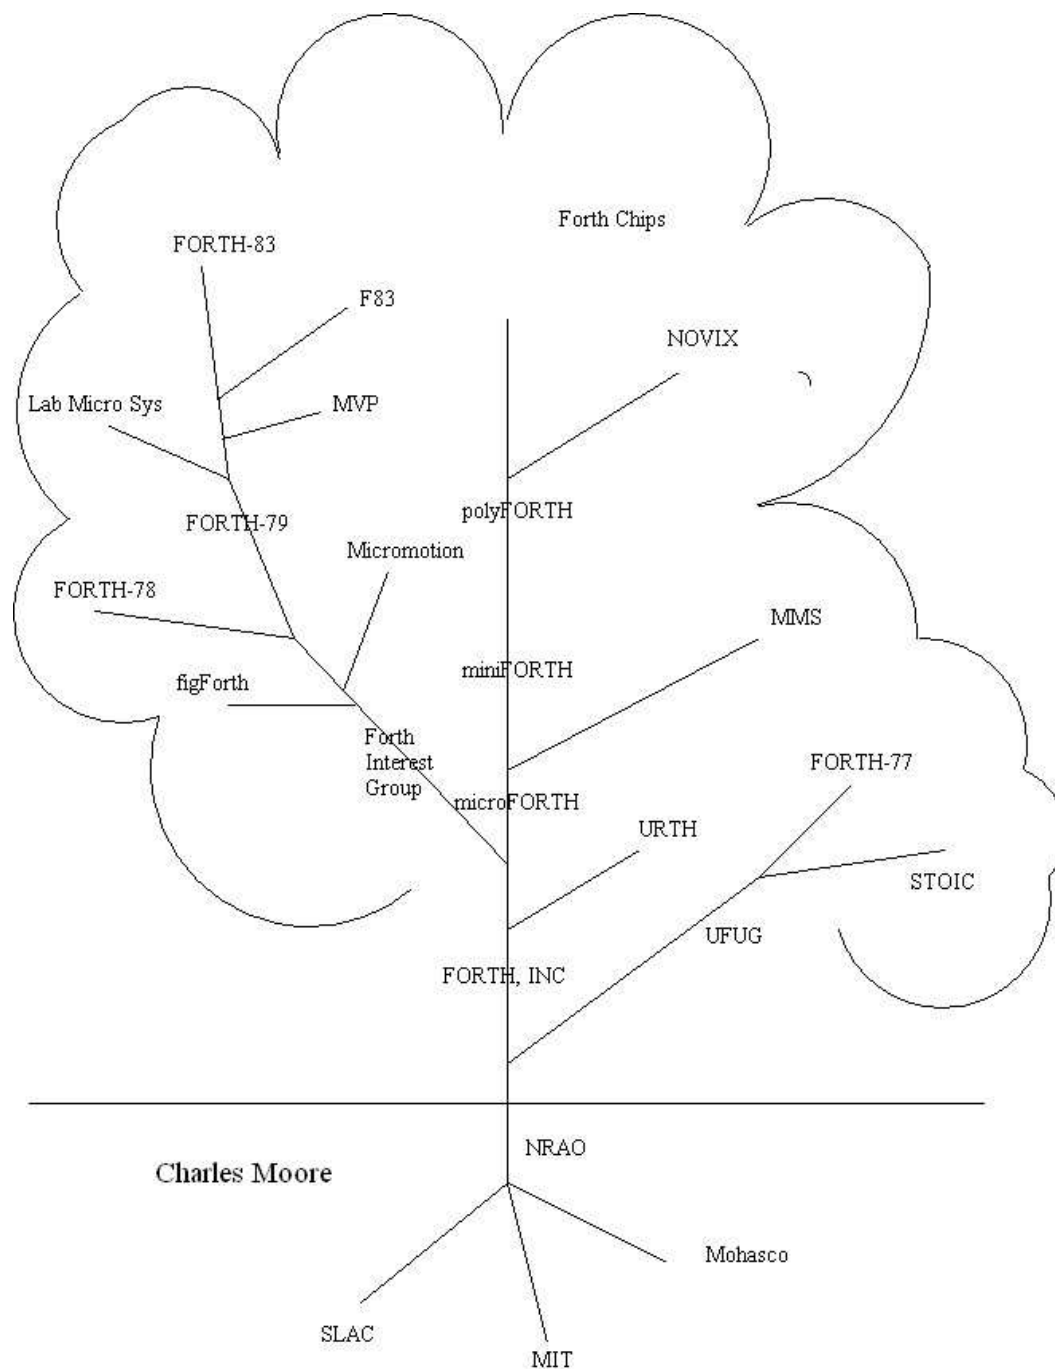 Forth Chips
FORTH-83
F83
NOVIX
Lab Micro Sys
MVP
polyFORTH
FORTH-79
Micromotion
FORTH-78
MMS
miniFORTH
figForth
Forth
Interest
Group
FORTH-77
microFORTH
URTH
STOIC
UFUG
FORTH, INC
NRAO
Charles Moore
Mohasco
SLAC
MIT